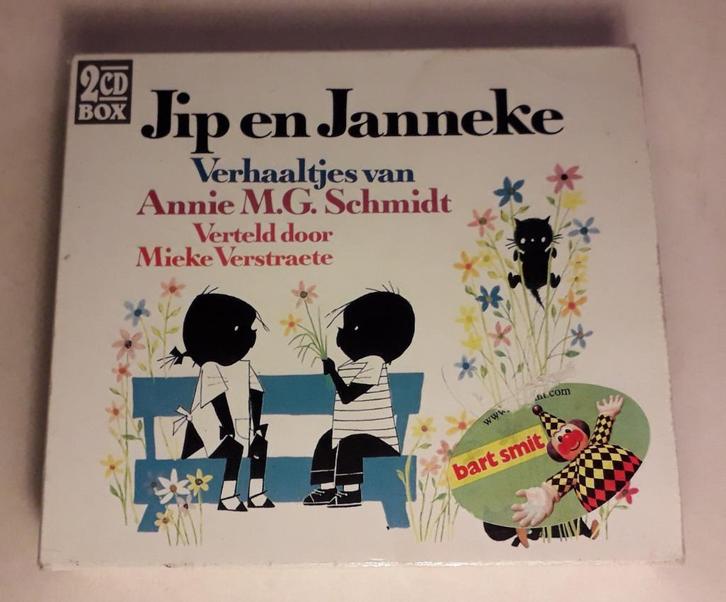 2CD
BOX
Jip en Janneke
Verhaaltjes van
Annie M.G. Schmidt
Verteld door
Mieke Verstraete
bart smit